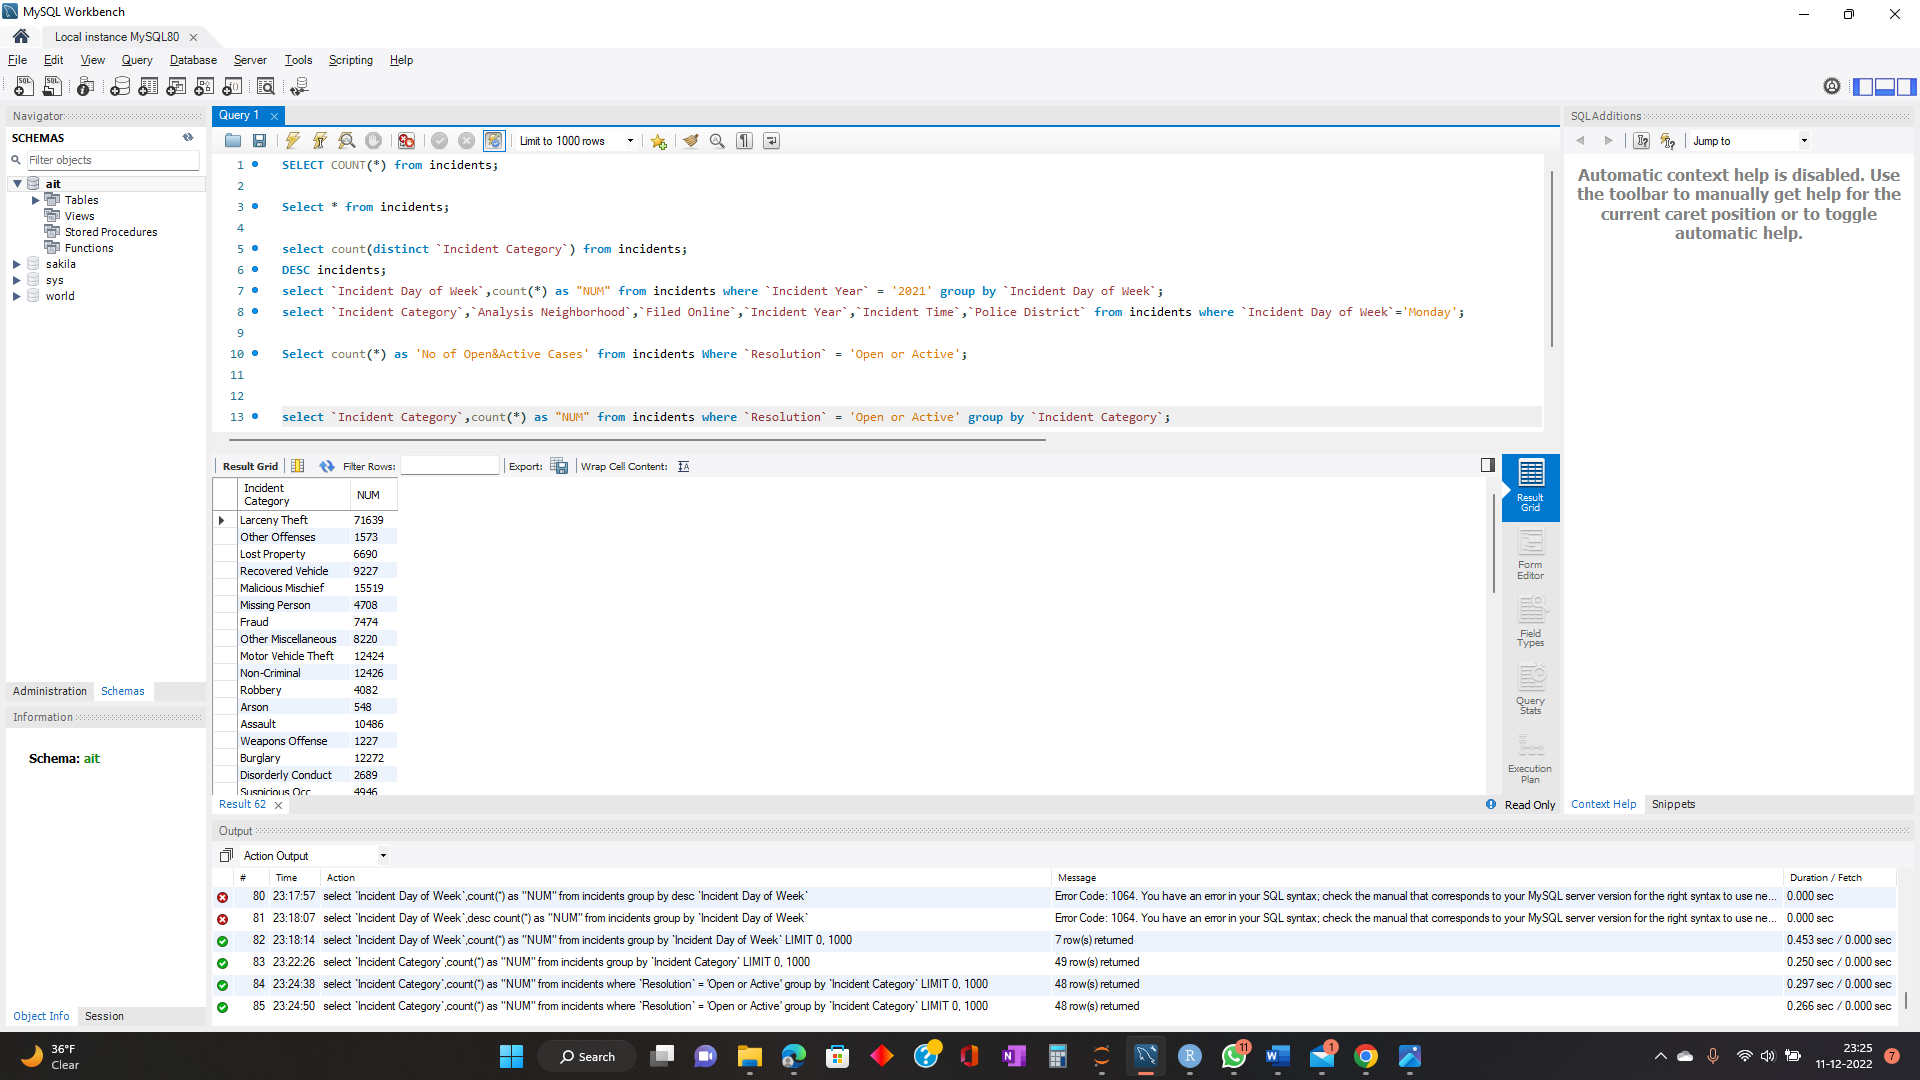 MySQL Workbench
Local instance MySQL80
File Edit View Query Database Server Tools Scripting Help
Navigator
SCHEMAS
Filter objects
ait
Tables
Views
Stored Procedures
Functions
sakila
sys
world
Administration Schemas
Information
Schema: ait
Object Info Session
Query 1
Limit to 1000 rows
1 SELECT COUNT(*) from incidents;
2
3 Select * from incidents;
4
5 select count(distinct `Incident Category`) from incidents;
6 DESC incidents;
7 select `Incident Day of Week`,count(*) as "NUM" from incidents where `Incident Year` = '2021' group by `Incident Day of Week`;
8 select `Incident Category`,`Analysis Neighborhood`,`Filed Online`,`Incident Year`,`Incident Time`,`Police District` from incidents where `Incident Day of Week`='Monday';
9
10 Select count(*) as 'No of Open&Active Cases' from incidents Where `Resolution` = 'Open or Active';
11
12
13 select `Incident Category`,count(*) as "NUM" from incidents where `Resolution` = 'Open or Active' group by `Incident Category`;
Result Grid Filter Rows: Export: Wrap Cell Content:
Incident Category NUM
Larceny Theft 71639
Other Offenses 1573
Lost Property 6690
Recovered Vehicle 9227
Malicious Mischief 15519
Missing Person 4708
Fraud 7474
Other Miscellaneous 8220
Motor Vehicle Theft 12424
Non-Criminal 12426
Robbery 4082
Arson 548
Assault 10486
Weapons Offense 1227
Burglary 12272
Disorderly Conduct 2689
Suspicious Occ 4946
Result Grid
Form Editor
Field Types
Query Stats
Execution Plan
Result 62
Read Only
SQLAdditions
Jump to
Automatic context help is disabled. Use
the toolbar to manually get help for the
current caret position or to toggle
automatic help.
Context Help Snippets
Output
Action Output
# Time Action Message Duration / Fetch
80 23:17:57 select `Incident Day of Week`,count(*) as "NUM" from incidents group by desc `Incident Day of Week` Error Code: 1064. You have an error in your SQL syntax; check the manual that corresponds to your MySQL server version for the right syntax to use ne... 0.000 sec
81 23:18:07 select `Incident Day of Week`,desc count(*) as "NUM" from incidents group by `Incident Day of Week` Error Code: 1064. You have an error in your SQL syntax; check the manual that corresponds to your MySQL server version for the right syntax to use ne... 0.000 sec
82 23:18:14 select `Incident Day of Week`,count(*) as "NUM" from incidents group by `Incident Day of Week` LIMIT 0, 1000 7 row(s) returned 0.453 sec / 0.000 sec
83 23:22:26 select `Incident Category`,count(*) as "NUM" from incidents group by `Incident Category` LIMIT 0, 1000 49 row(s) returned 0.250 sec / 0.000 sec
84 23:24:38 select `Incident Category`,count(*) as "NUM" from incidents where `Resolution` = 'Open or Active' group by `Incident Category` LIMIT 0, 1000 48 row(s) returned 0.297 sec / 0.000 sec
85 23:24:50 select `Incident Category`,count(*) as "NUM" from incidents where `Resolution` = 'Open or Active' group by `Incident Category` LIMIT 0, 1000 48 row(s) returned 0.266 sec / 0.000 sec
36°F
Clear
Search
11
1
23:25
11-12-2022
7